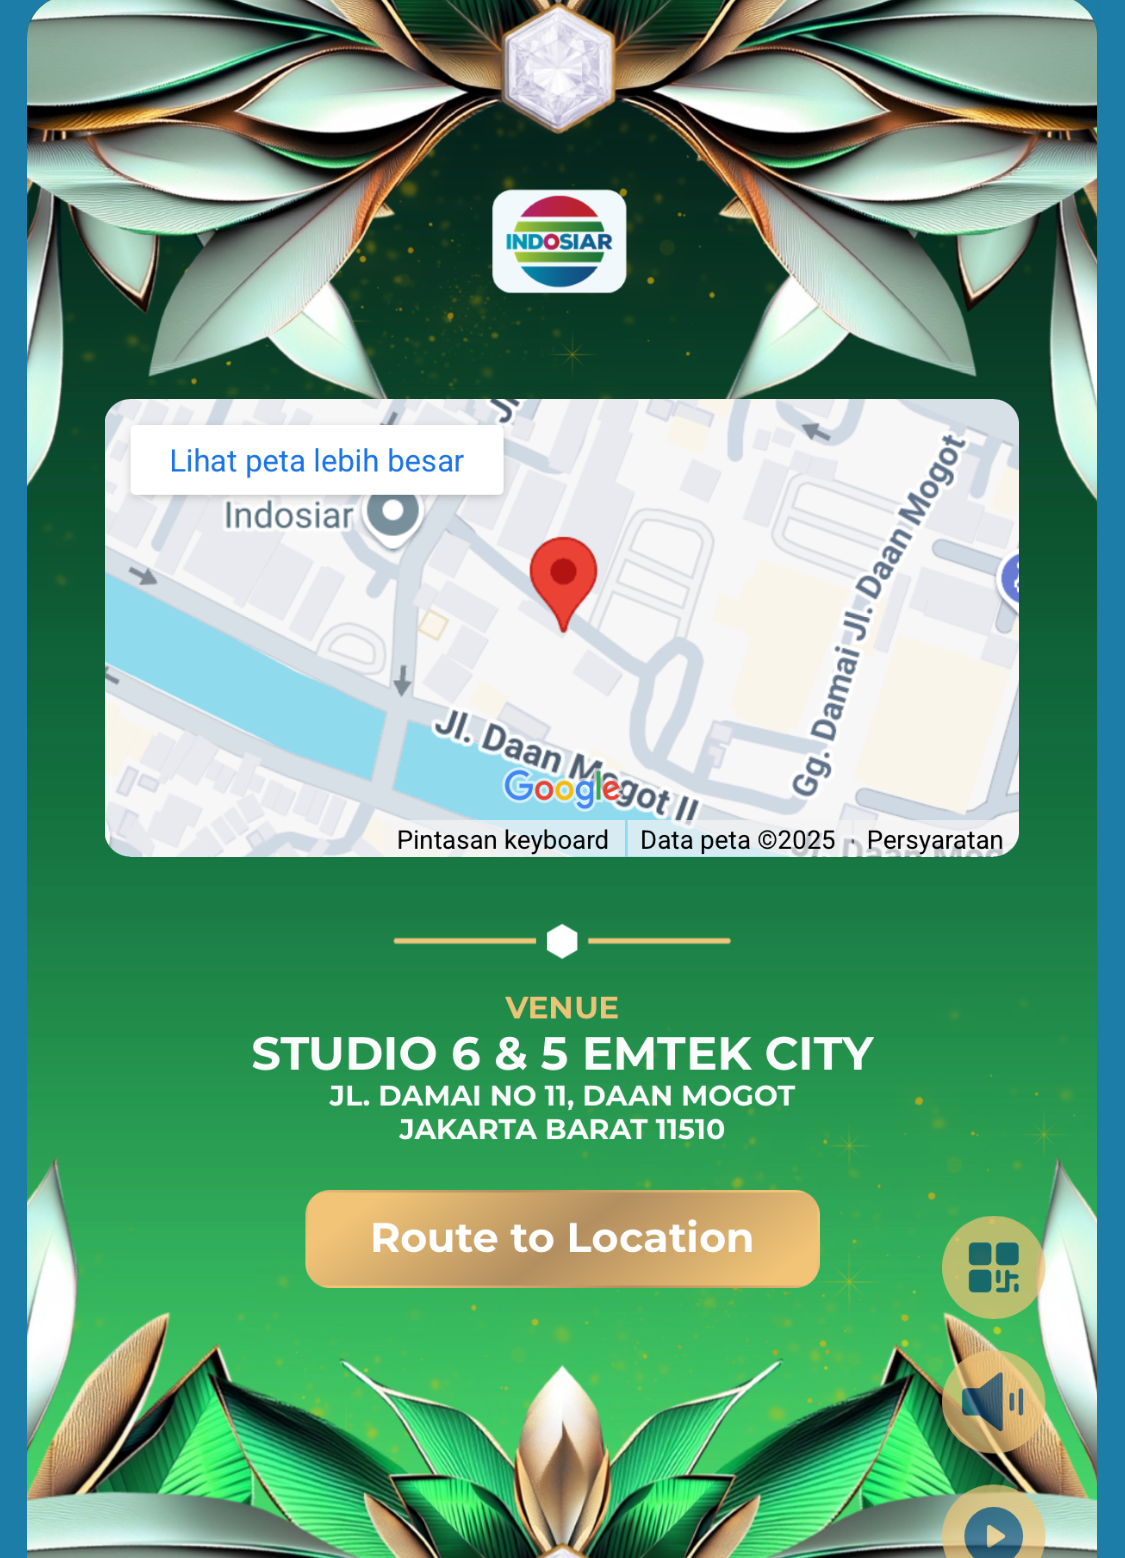 INDOSIAR
Jl.
Lihat peta lebih besar
Indosiar
Gg. Damai Jl. Daan Mogot
Jl. Daan Mogot II
Google
Pintasan keyboard
Data peta ©2025
Persyaratan
VENUE
STUDIO 6 & 5 EMTEK CITY
JL. DAMAI NO 11, DAAN MOGOT
JAKARTA BARAT 11510
Route to Location